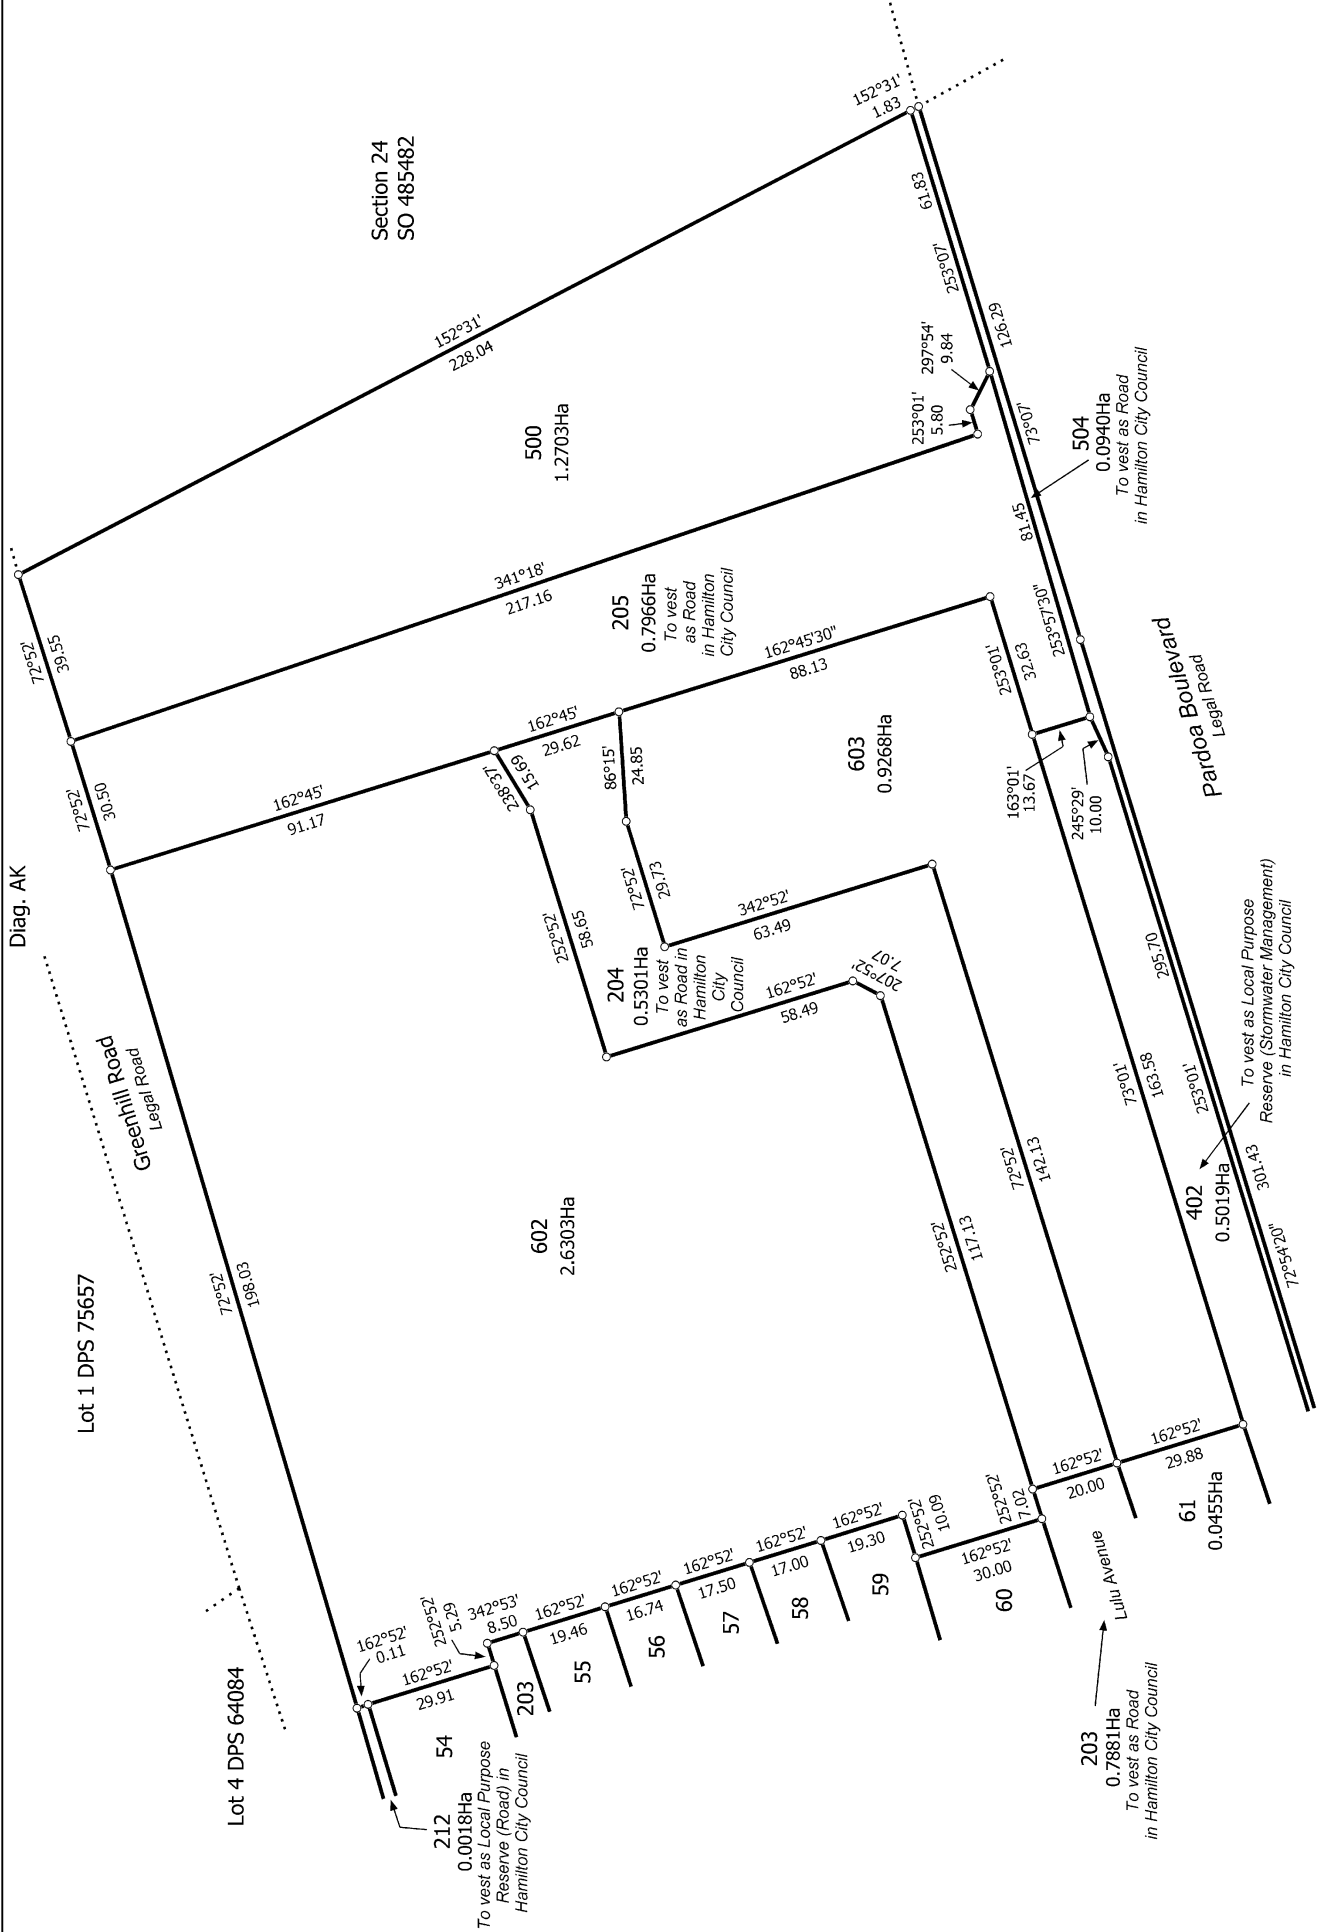 Diag. AK
Section 24
SO 485482
152°31'
1.83
152°31'
228.04
61.83
253°07'
126.29
73°07'
297°54'
9.84
253°01'
5.80
500
1.2703Ha
72°52'
39.55
341°18'
217.16
504
0.0940Ha
To vest as Road
in Hamilton City Council
81.45
253°57'30"
205
0.7966Ha
To vest
as Road
in Hamilton
City Council
72°52'
30.50
162°45'
91.17
162°45'
29.62
162°45'30"
88.13
238°37'
15.69
86°15'
24.85
253°01'
32.63
603
0.9268Ha
163°01'
13.67
245°29'
10.00
Pardoa Boulevard
Legal Road
72°52'
29.73
252°52'
58.65
342°52'
63.49
204
0.5301Ha
To vest
as Road in
Hamilton
City
Council
162°52'
58.49
207°52'
7.07
295.70
253°01'
To vest as Local Purpose
Reserve (Stormwater Management)
in Hamilton City Council
73°01'
163.58
402
0.5019Ha
301.43
72°54'20"
Greenhill Road
Legal Road
72°52'
198.03
602
2.6303Ha
72°52'
142.13
252°52'
117.13
Lot 1 DPS 75657
Lot 4 DPS 64084
162°52'
0.11
162°52'
29.91
252°52'
5.29
342°53'
8.50
162°52'
19.46
162°52'
16.74
162°52'
17.50
162°52'
17.00
162°52'
19.30
252°52'
10.09
162°52'
30.00
252°52'
7.02
162°52'
20.00
162°52'
29.88
54
203
55
56
57
58
59
60
61
0.0455Ha
Lulu Avenue
212
0.0018Ha
To vest as Local Purpose
Reserve (Road) in
Hamilton City Council
203
0.7881Ha
To vest as Road
in Hamilton City Council